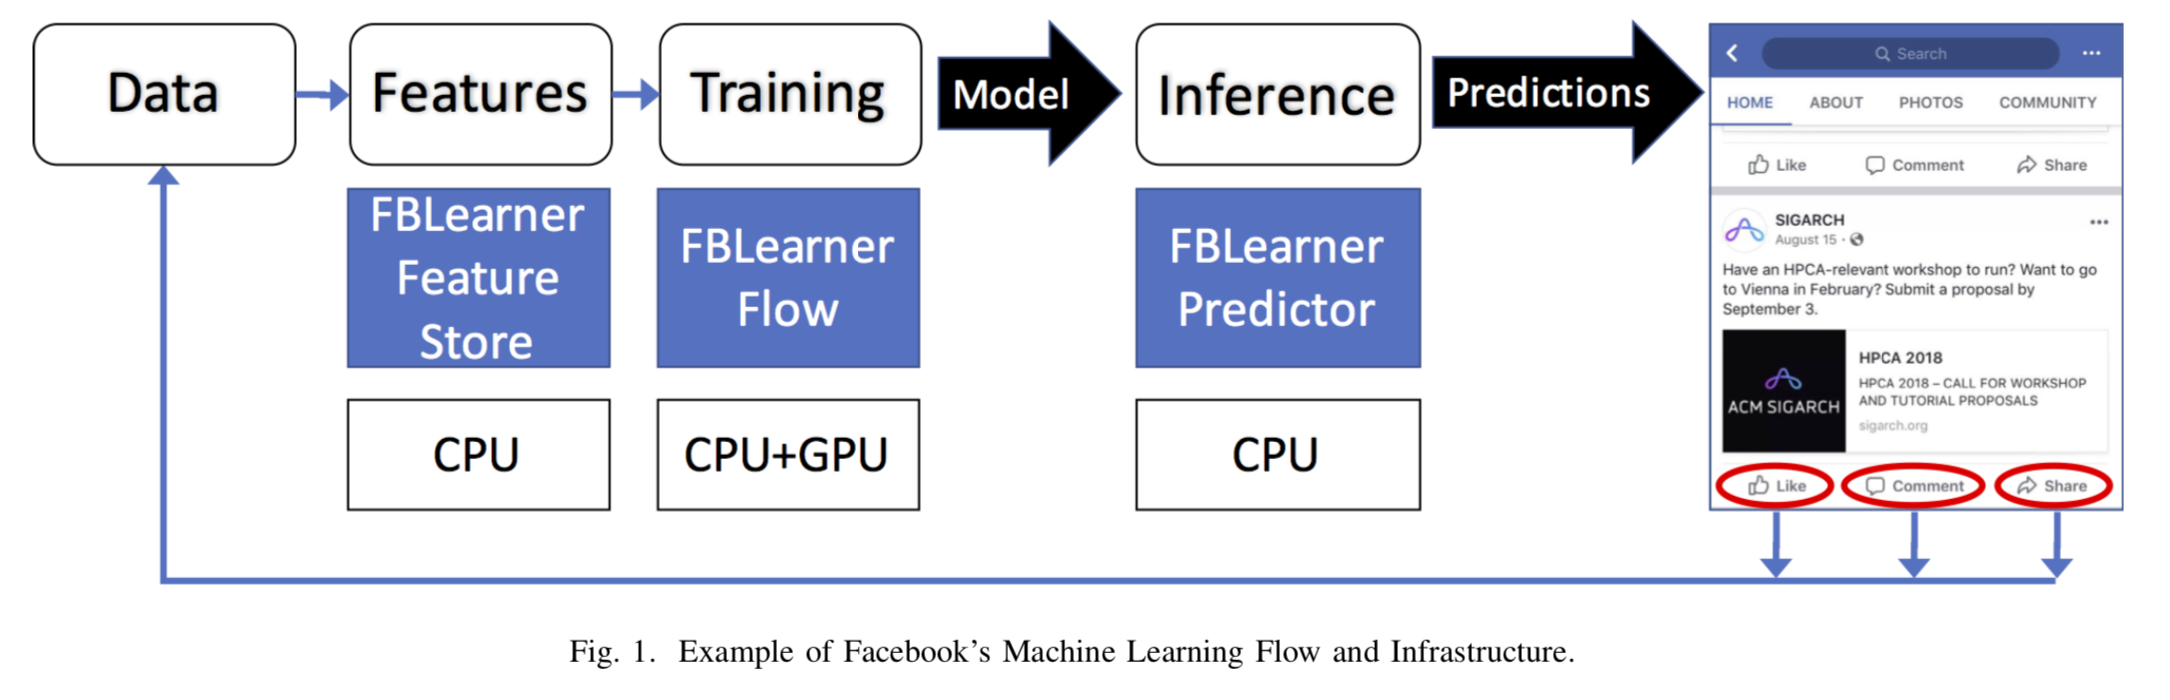 Data
Features
Training
Model
Inference
Predictions
FBLearner
Feature
Store
FBLearner
Flow
FBLearner
Predictor
CPU
CPU+GPU
CPU
Search
HOME ABOUT PHOTOS COMMUNITY
Like Comment Share
SIGARCH
August 15
Have an HPCA-relevant workshop to run? Want to go
to Vienna in February? Submit a proposal by
September 3.
ACM SIGARCH
HPCA 2018
HPCA 2018 – CALL FOR WORKSHOP
AND TUTORIAL PROPOSALS
sigarch.org
Like Comment Share
Fig. 1. Example of Facebook's Machine Learning Flow and Infrastructure.